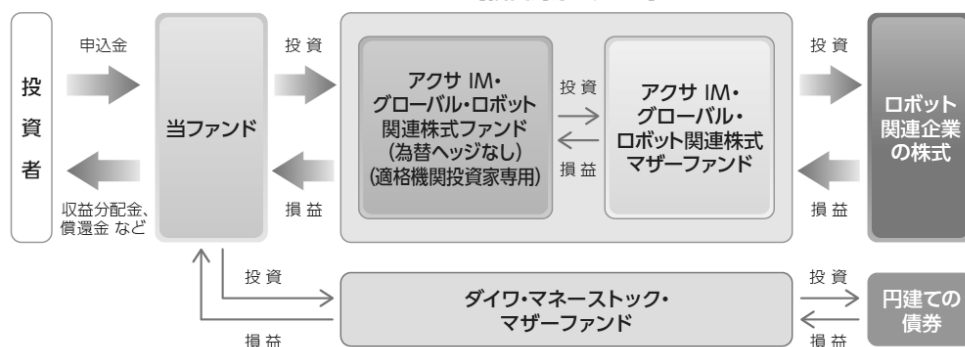 投資者
申込金
収益分配金、
償還金 など
当ファンド
投 資
損 益
アクサ IM・
グローバル・ロボット
関連株式ファンド
(為替ヘッジなし)
(適格機関投資家専用)
投 資
損 益
アクサ IM・
グローバル・
ロボット関連株式
マザーファンド
投 資
損 益
ロボット
関連企業
の株式
投 資
損 益
ダイワ・マネーストック・
マザーファンド
投 資
損 益
円建ての
債券